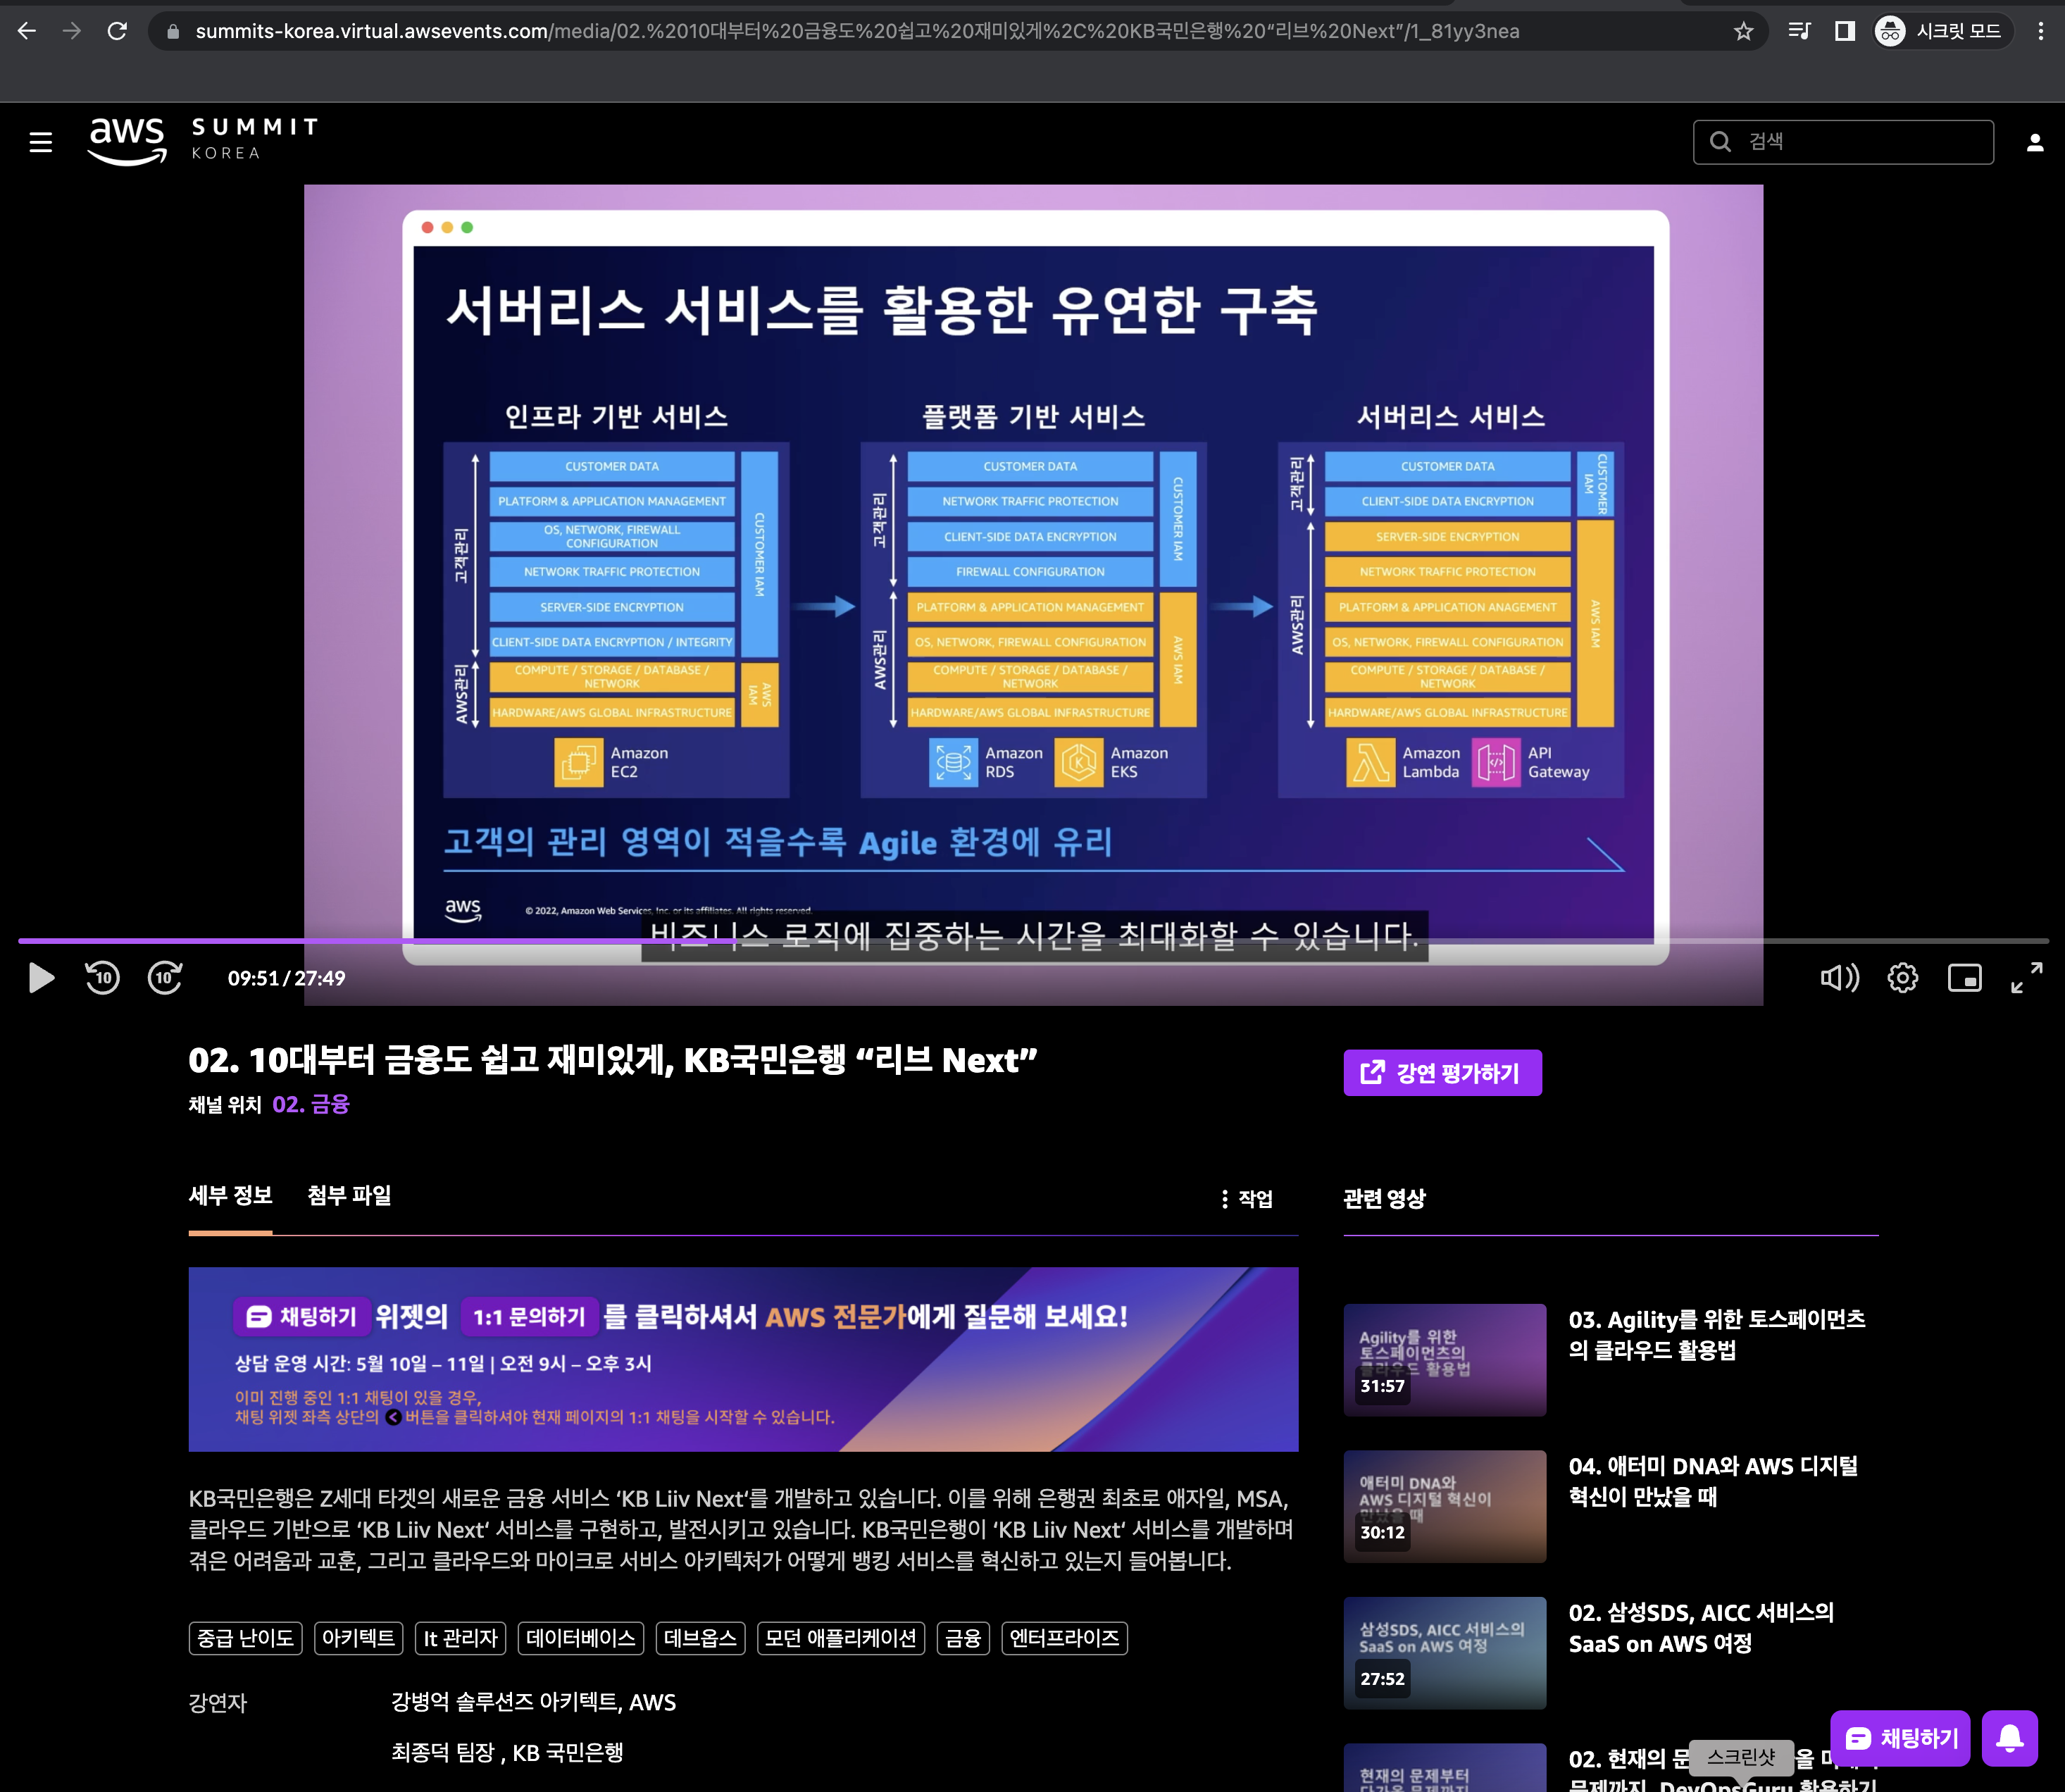 summits-korea.virtual.awsevents.com/media/02.%2010대부터%20금융도%20쉽고%20재미있게%2C%20KB국민은행%20“리브%20Next”/1_81yy3nea
시크릿 모드
aws
SUMMIT
KOREA
검색
서버리스 서비스를 활용한 유연한 구축
인프라 기반 서비스
고객관리
AWS관리
CUSTOMER DATA
PLATFORM & APPLICATION MANAGEMENT
OS, NETWORK, FIREWALL
CONFIGURATION
NETWORK TRAFFIC PROTECTION
SERVER-SIDE ENCRYPTION
CLIENT-SIDE DATA ENCRYPTION / INTEGRITY
COMPUTE / STORAGE / DATABASE /
NETWORK
HARDWARE/AWS GLOBAL INFRASTRUCTURE
CUSTOMER IAM
AWS
IAM
Amazon
EC2
플랫폼 기반 서비스
고객관리
AWS관리
CUSTOMER DATA
NETWORK TRAFFIC PROTECTION
CLIENT-SIDE DATA ENCRYPTION
FIREWALL CONFIGURATION
PLATFORM & APPLICATION MANAGEMENT
OS, NETWORK, FIREWALL CONFIGURATION
COMPUTE / STORAGE / DATABASE /
NETWORK
HARDWARE/AWS GLOBAL INFRASTRUCTURE
CUSTOMER IAM
AWS IAM
Amazon
RDS
Amazon
EKS
서버리스 서비스
고객관리
AWS관리
CUSTOMER DATA
CLIENT-SIDE DATA ENCRYPTION
SERVER-SIDE ENCRYPTION
NETWORK TRAFFIC PROTECTION
PLATFORM & APPLICATION ANAGEMENT
OS, NETWORK, FIREWALL CONFIGURATION
COMPUTE / STORAGE / DATABASE /
NETWORK
HARDWARE/AWS GLOBAL INFRASTRUCTURE
CUSTOMER
IAM
AWS IAM
Amazon
Lambda
API
Gateway
고객의 관리 영역이 적을수록 Agile 환경에 유리
aws
© 2022, Amazon Web Services, Inc. or its affiliates. All rights reserved.
비즈니스 로직에 집중하는 시간을 최대화할 수 있습니다.
10
10
09:51 / 27:49
02. 10대부터 금융도 쉽고 재미있게, KB국민은행 “리브 Next”
채널 위치 02. 금융
강연 평가하기
세부 정보
첨부 파일
작업
채팅하기 위젯의 1:1 문의하기 를 클릭하셔서 AWS 전문가에게 질문해 보세요!
상담 운영 시간: 5월 10일 – 11일 | 오전 9시 – 오후 3시
이미 진행 중인 1:1 채팅이 있을 경우,
채팅 위젯 좌측 상단의 < 버튼을 클릭하셔야 현재 페이지의 1:1 채팅을 시작할 수 있습니다.
KB국민은행은 Z세대 타겟의 새로운 금융 서비스 ‘KB Liiv Next‘를 개발하고 있습니다. 이를 위해 은행권 최초로 애자일, MSA,
클라우드 기반으로 ‘KB Liiv Next‘ 서비스를 구현하고, 발전시키고 있습니다. KB국민은행이 ‘KB Liiv Next‘ 서비스를 개발하며
겪은 어려움과 교훈, 그리고 클라우드와 마이크로 서비스 아키텍처가 어떻게 뱅킹 서비스를 혁신하고 있는지 들어봅니다.
중급 난이도
아키텍트
It 관리자
데이터베이스
데브옵스
모던 애플리케이션
금융
엔터프라이즈
강연자
강병억 솔루션즈 아키텍트, AWS
최종덕 팀장 , KB 국민은행
관련 영상
Agility를 위한
토스페이먼츠의
클라우드 활용법
31:57
03. Agility를 위한 토스페이먼츠
의 클라우드 활용법
애터미 DNA와
AWS 디지털 혁신이
만났을 때
30:12
04. 애터미 DNA와 AWS 디지털
혁신이 만났을 때
삼성SDS, AICC 서비스의
SaaS on AWS 여정
27:52
02. 삼성SDS, AICC 서비스의
SaaS on AWS 여정
현재의 문제부터
다가올 문제까지
02. 현재의 문
문제까지, DevOpsGuru 활용하기
스크린샷
채팅하기